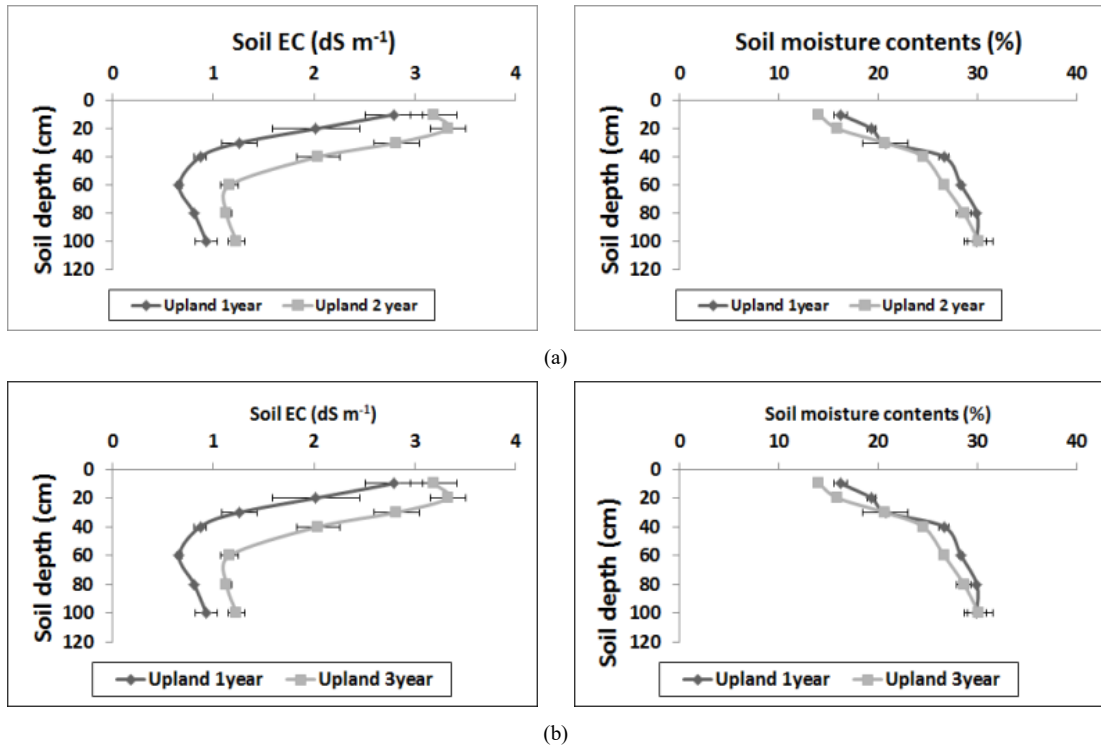 Soil EC (dS m⁻¹)
0 1 2 3 4
Soil depth (cm)
0
20
40
60
80
100
120
Upland 1year Upland 2 year
Soil moisture contents (%)
0 10 20 30 40
Soil depth (cm)
0
20
40
60
80
100
120
Upland 1year Upland 2 year
(a)
Soil EC (dS m⁻¹)
0 1 2 3 4
Soil depth (cm)
0
20
40
60
80
100
120
Upland 1year Upland 3year
Soil moisture contents (%)
0 10 20 30 40
Soil depth (cm)
0
20
40
60
80
100
120
Upland 1year Upland 3year
(b)